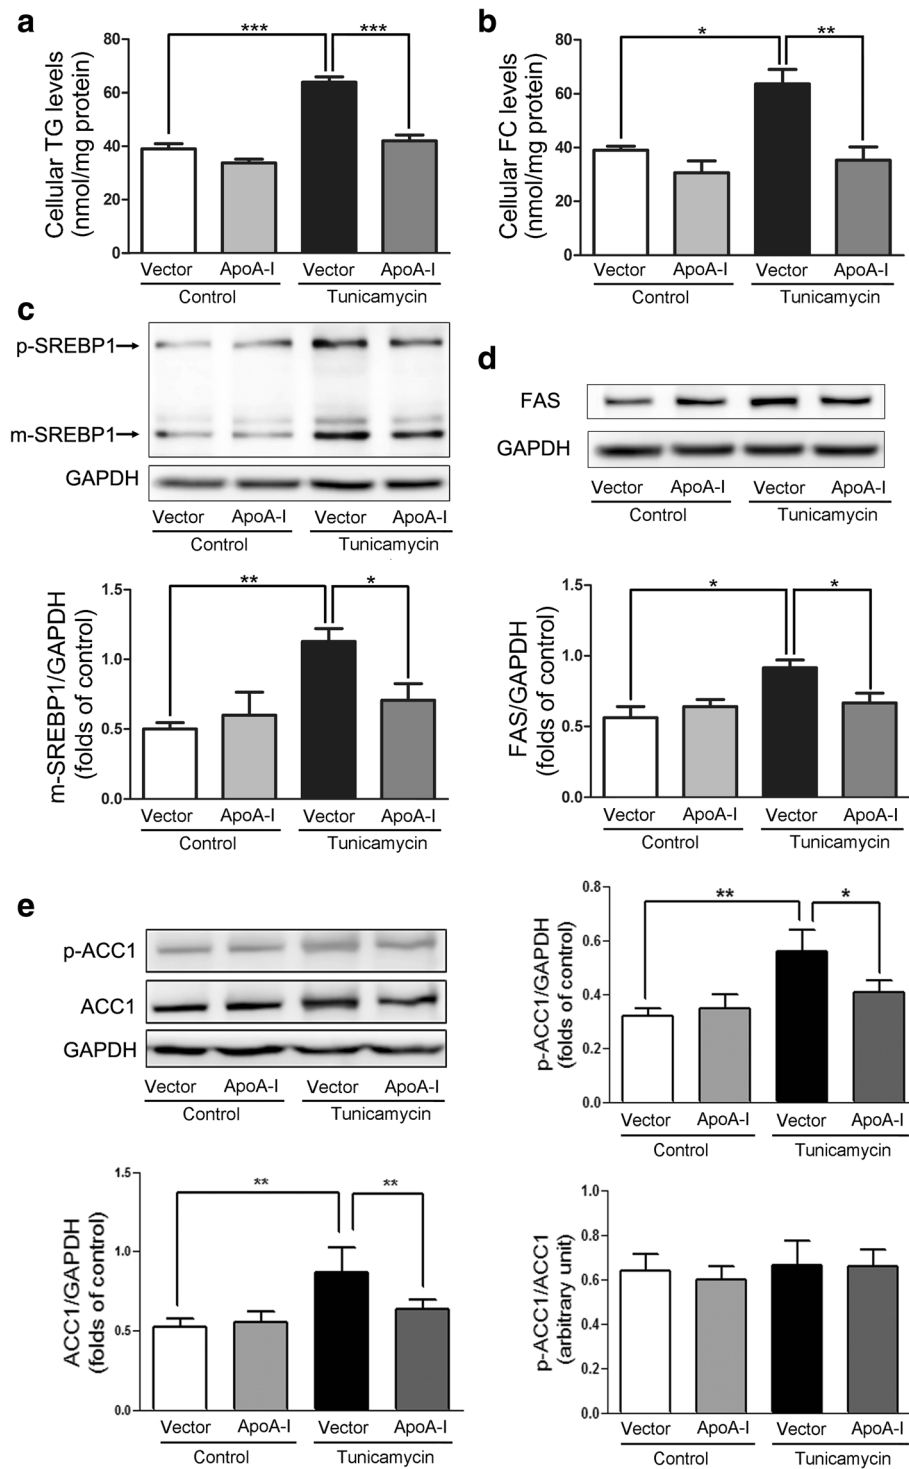 a
Cellular TG levels
(nmol/mg protein)
80
60
40
20
0
***
***
Vector
ApoA-I
Vector
ApoA-I
Control
Tunicamycin
b
Cellular FC levels
(nmol/mg protein)
80
60
40
20
0
*
**
Vector
ApoA-I
Vector
ApoA-I
Control
Tunicamycin
c
p-SREBP1
m-SREBP1
GAPDH
Vector
ApoA-I
Vector
ApoA-I
Control
Tunicamycin
m-SREBP1/GAPDH
(folds of control)
1.5
1.0
0.5
0.0
**
*
Vector
ApoA-I
Vector
ApoA-I
Control
Tunicamycin
d
FAS
GAPDH
Vector
ApoA-I
Vector
ApoA-I
Control
Tunicamycin
FAS/GAPDH
(folds of control)
1.5
1.0
0.5
0.0
*
*
Vector
ApoA-I
Vector
ApoA-I
Control
Tunicamycin
e
p-ACC1
ACC1
GAPDH
Vector
ApoA-I
Vector
ApoA-I
Control
Tunicamycin
p-ACC1/GAPDH
(folds of control)
0.8
0.6
0.4
0.2
0.0
**
*
Vector
ApoA-I
Vector
ApoA-I
Control
Tunicamycin
ACC1/GAPDH
(folds of control)
1.5
1.0
0.5
0.0
**
**
Vector
ApoA-I
Vector
ApoA-I
Control
Tunicamycin
p-ACC1/ACC1
(arbitrary unit)
1.0
0.8
0.6
0.4
0.2
0.0
Vector
ApoA-I
Vector
ApoA-I
Control
Tunicamycin